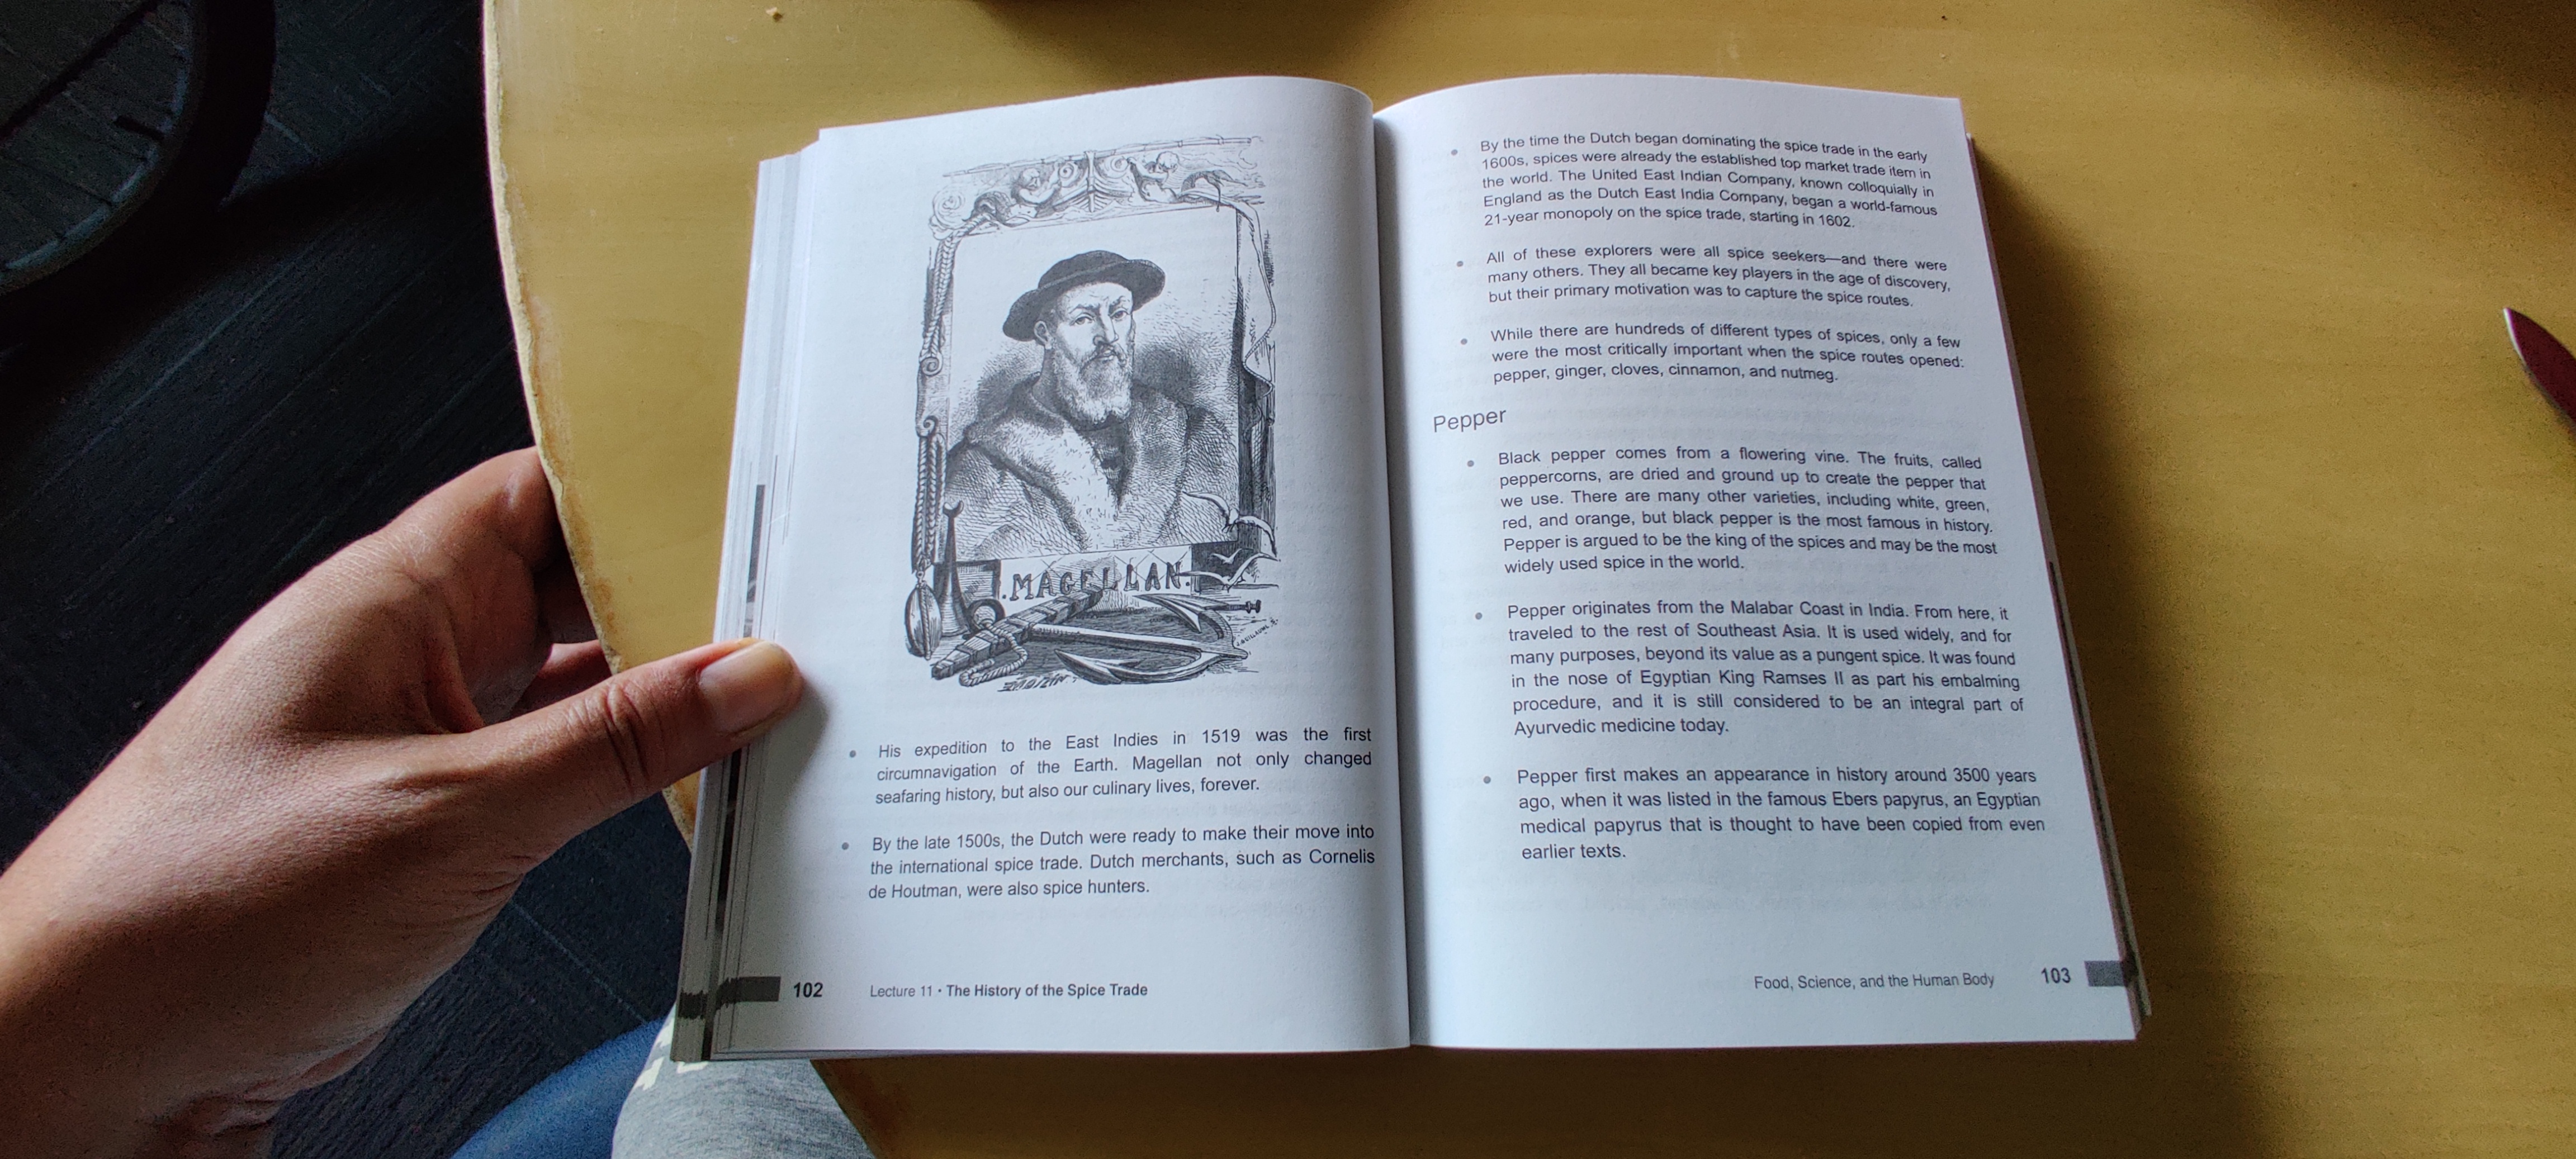 .MAGELLAN.
• His expedition to the East Indies in 1519 was the first
circumnavigation of the Earth. Magellan not only changed
seafaring history, but also our culinary lives, forever.
• By the late 1500s, the Dutch were ready to make their move into
the international spice trade. Dutch merchants, such as Cornelis
de Houtman, were also spice hunters.
102 Lecture 11 • The History of the Spice Trade
• By the time the Dutch began dominating the spice trade in the early
1600s, spices were already the established top market trade item in
the world. The United East Indian Company, known colloquially in
England as the Dutch East India Company, began a world-famous
21-year monopoly on the spice trade, starting in 1602.
• All of these explorers were all spice seekers—and there were
many others. They all became key players in the age of discovery,
but their primary motivation was to capture the spice routes.
• While there are hundreds of different types of spices, only a few
were the most critically important when the spice routes opened:
pepper, ginger, cloves, cinnamon, and nutmeg.
Pepper
• Black pepper comes from a flowering vine. The fruits, called
peppercorns, are dried and ground up to create the pepper that
we use. There are many other varieties, including white, green,
red, and orange, but black pepper is the most famous in history.
Pepper is argued to be the king of the spices and may be the most
widely used spice in the world.
• Pepper originates from the Malabar Coast in India. From here, it
traveled to the rest of Southeast Asia. It is used widely, and for
many purposes, beyond its value as a pungent spice. It was found
in the nose of Egyptian King Ramses II as part his embalming
procedure, and it is still considered to be an integral part of
Ayurvedic medicine today.
• Pepper first makes an appearance in history around 3500 years
ago, when it was listed in the famous Ebers papyrus, an Egyptian
medical papyrus that is thought to have been copied from even
earlier texts.
Food, Science, and the Human Body 103